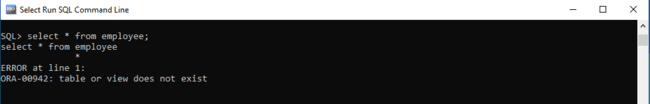 Select Run SQL Command Line
SQL> select * from employee;
select * from employee
*
ERROR at line 1:
ORA-00942: table or view does not exist